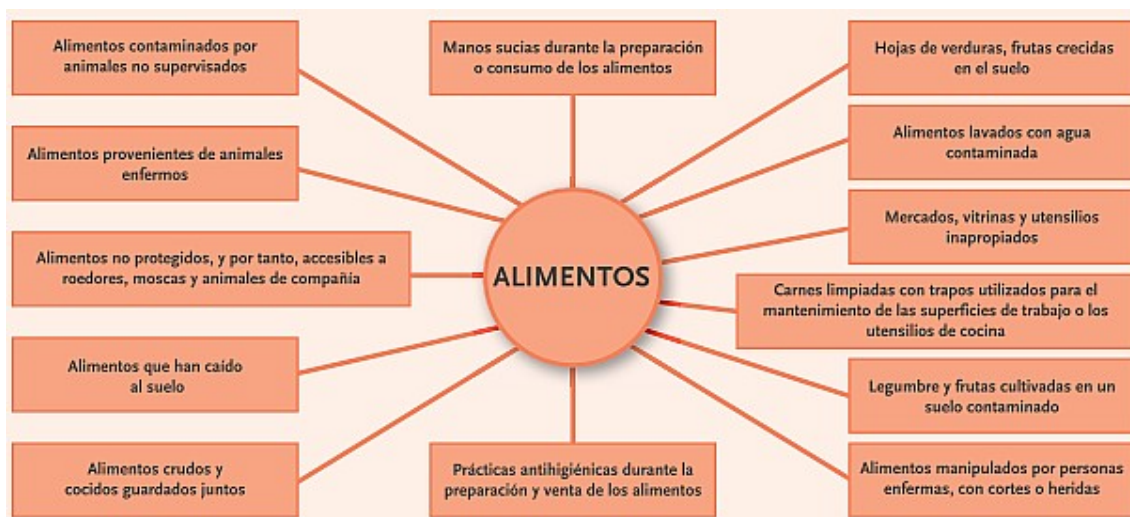 Alimentos contaminados por
animales no supervisados
Manos sucias durante la preparación
o consumo de los alimentos
Hojas de verduras, frutas crecidas
en el suelo
Alimentos provenientes de animales
enfermos
Alimentos lavados con agua
contaminada
Alimentos no protegidos, y por tanto, accesibles a
roedores, moscas y animales de compañía
ALIMENTOS
Mercados, vitrinas y utensilios
inapropiados
Carnes limpiadas con trapos utilizados para el
mantenimiento de las superficies de trabajo o los
utensilios de cocina
Alimentos que han caído
al suelo
Legumbre y frutas cultivadas en un
suelo contaminado
Alimentos crudos y
cocidos guardados juntos
Prácticas antihigiénicas durante la
preparación y venta de los alimentos
Alimentos manipulados por personas
enfermas, con cortes o heridas